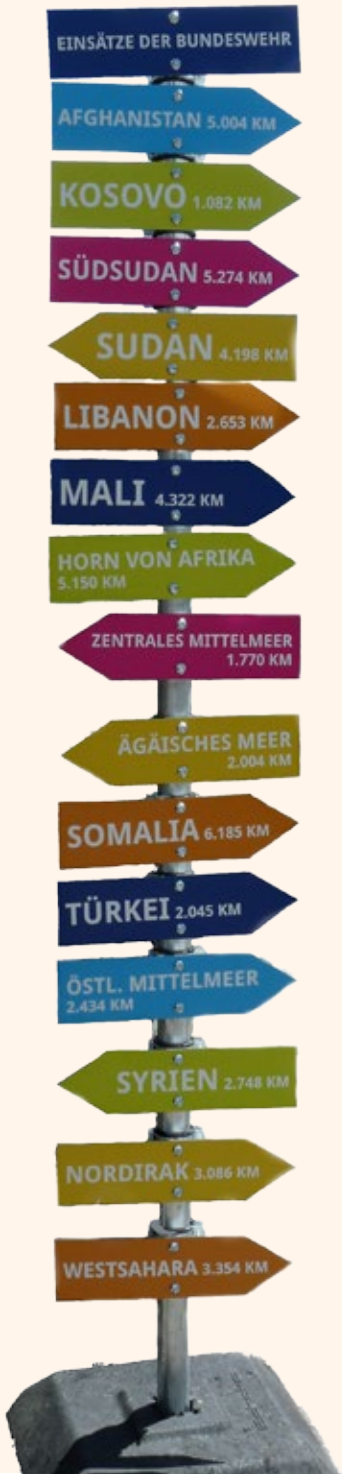 EINSÄTZE DER BUNDESWEHR
AFGHANISTAN 5.004 KM
KOSOVO 1.082 KM
SÜDSUDAN 5.274 KM
SUDAN 4.198 KM
LIBANON 2.653 KM
MALI 4.322 KM
HORN VON AFRIKA
5.150 KM
ZENTRALES MITTELMEER
1.770 KM
ÄGÄISCHES MEER
2.004 KM
SOMALIA 6.185 KM
TÜRKEI 2.045 KM
ÖSTL. MITTELMEER
2.434 KM
SYRIEN 2.748 KM
NORDIRAK 3.086 KM
WESTSAHARA 3.354 KM